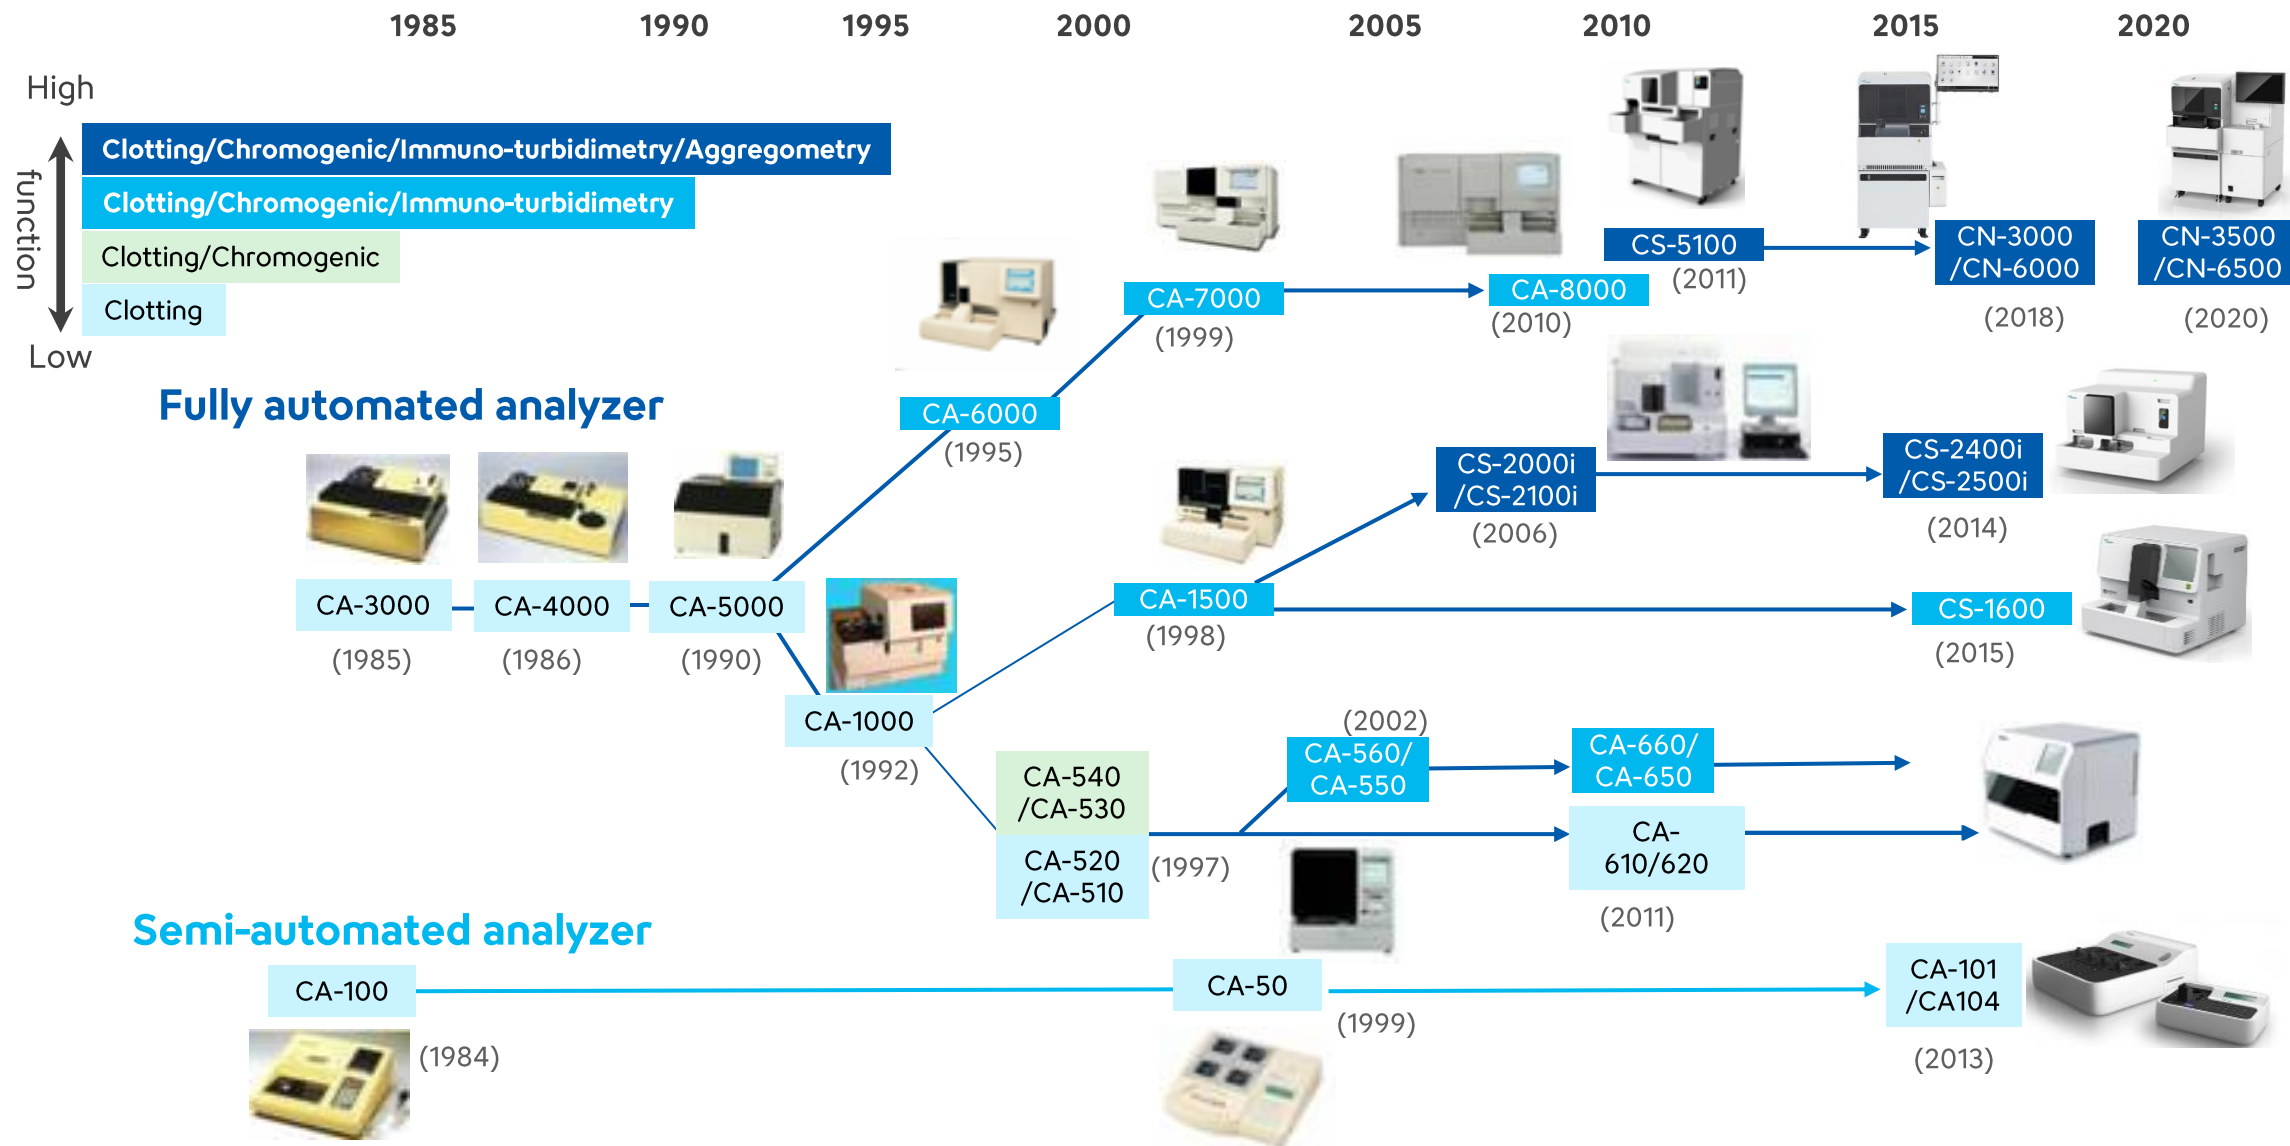 1985 1990 1995 2000 2005 2010 2015 2020
High
function
Low
Clotting/Chromogenic/Immuno-turbidimetry/Aggregometry
Clotting/Chromogenic/Immuno-turbidimetry
Clotting/Chromogenic
Clotting
Fully automated analyzer
CA-3000
(1985)
CA-4000
(1986)
CA-5000
(1990)
CA-6000
(1995)
CA-7000
(1999)
CA-8000
(2010)
CS-5100
(2011)
CN-3000
/CN-6000
(2018)
CN-3500
/CN-6500
(2020)
CA-1000
(1992)
CA-1500
(1998)
CS-2000i
/CS-2100i
(2006)
CS-2400i
/CS-2500i
(2014)
CS-1600
(2015)
CA-540
/CA-530
CA-520
/CA-510
(1997)
(2002)
CA-560/
CA-550
CA-660/
CA-650
CA-
610/620
(2011)
Semi-automated analyzer
CA-100
(1984)
CA-50
(1999)
CA-101
/CA104
(2013)